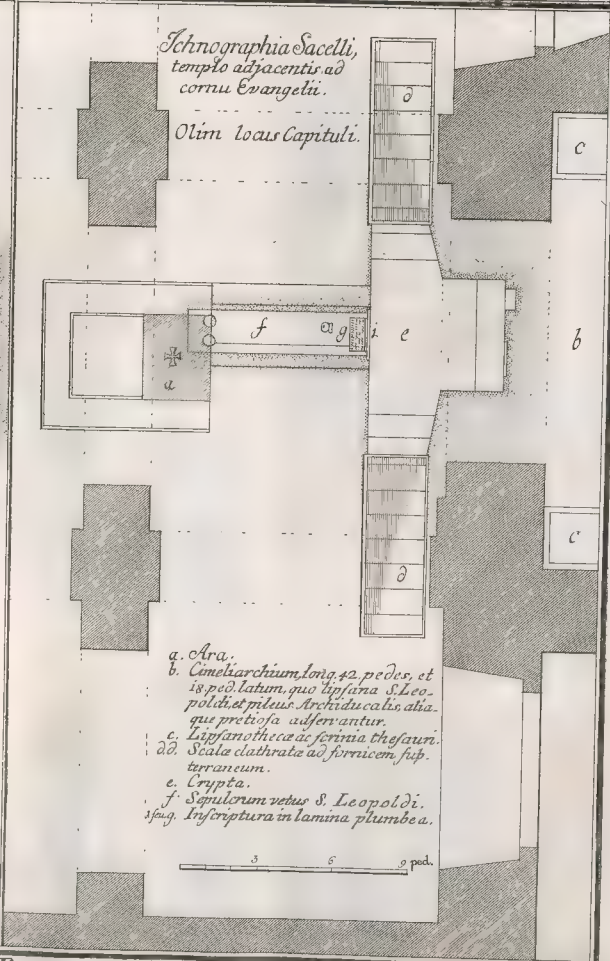 Ichnographia Sacelli,
templo adjacentis ad
cornu Evangelii.
Olim locus Capituli.
d
c
f
g
i
e
b
a
c
d
a. Ara.
b. Cimeliarchium, long. 42. pedes, et
18. ped. latum, quo lipsana S. Leo-
poldi, et pileus Archiducalis, alia-
que pretiosa adservantur.
c. Lipsanothecæ ac scrinia thesauri.
d.d. Scalæ clathratæ ad fornicem sub-
terraneum.
e. Crypta.
f. Sepulcrum vetus S. Leopoldi.
g. Inscriptura in lamina plumbea.
3 6 9 ped.